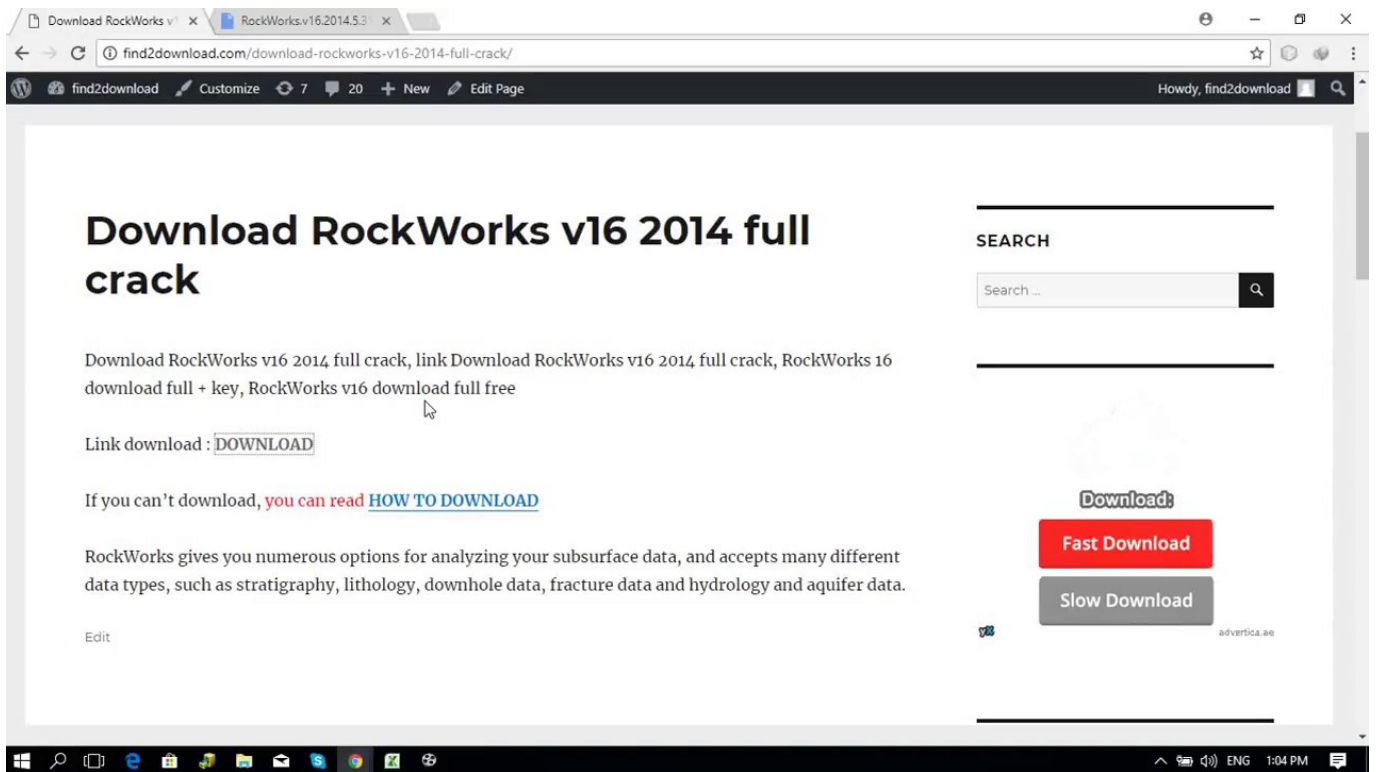 Download RockWorks v1
RockWorks.v16.2014.5.3
find2download.com/download-rockworks-v16-2014-full-crack/
find2download Customize 7 20 New Edit Page Howdy, find2download
Download RockWorks v16 2014 full
crack
Download RockWorks v16 2014 full crack, link Download RockWorks v16 2014 full crack, RockWorks 16
download full + key, RockWorks v16 download full free
Link download : DOWNLOAD
If you can't download, you can read HOW TO DOWNLOAD
RockWorks gives you numerous options for analyzing your subsurface data, and accepts many different
data types, such as stratigraphy, lithology, downhole data, fracture data and hydrology and aquifer data.
Edit
SEARCH
Search ...
Download:
Fast Download
Slow Download
advertica.ae
ENG 1:04 PM